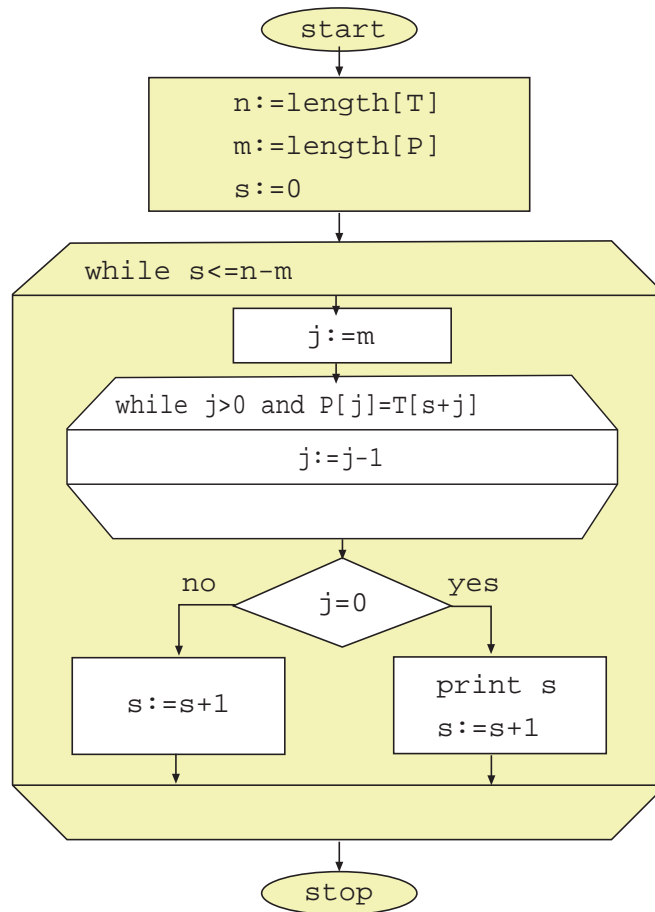 start
n:=length[T]
m:=length[P]
s:=0
while s<=n-m
j:=m
while j>0 and P[j]=T[s+j]
j:=j-1
no
yes
j=0
s:=s+1
print s
s:=s+1
stop